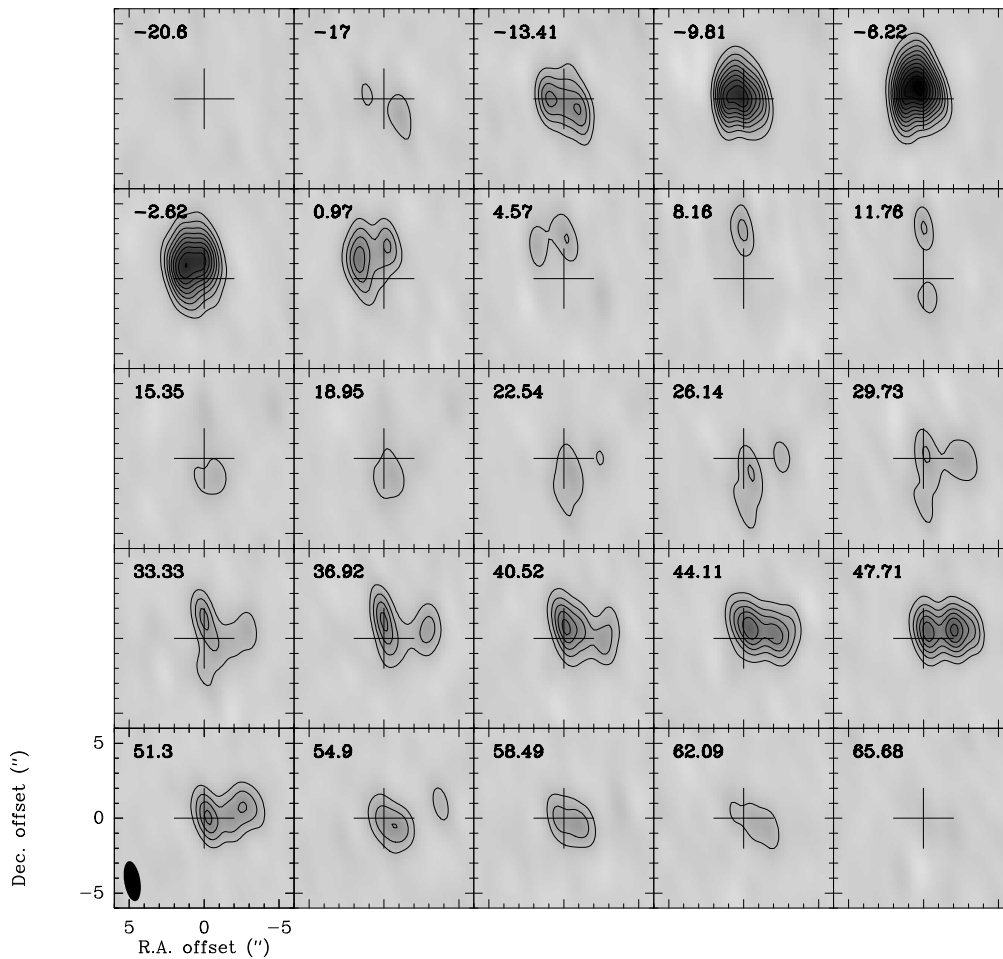 -20.6 -17 -13.41 -9.81 -6.22
-2.62 0.97 4.57 8.16 11.76
15.35 18.95 22.54 26.14 29.73
33.33 36.92 40.52 44.11 47.71
51.3 54.9 58.49 62.09 65.68
5
0
-5
Dec. offset ('')
5 0 -5
R.A. offset ('')